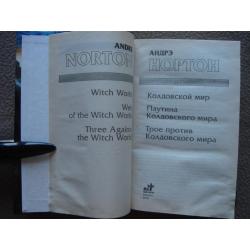 ANDRE
NORTON
Witch World
Web
of the Witch World
Three Against
the Witch World
АНДРЭ
НОРТОН
Колдовской мир
Паутина
Колдовского мира
Трое против
Колдовского мира